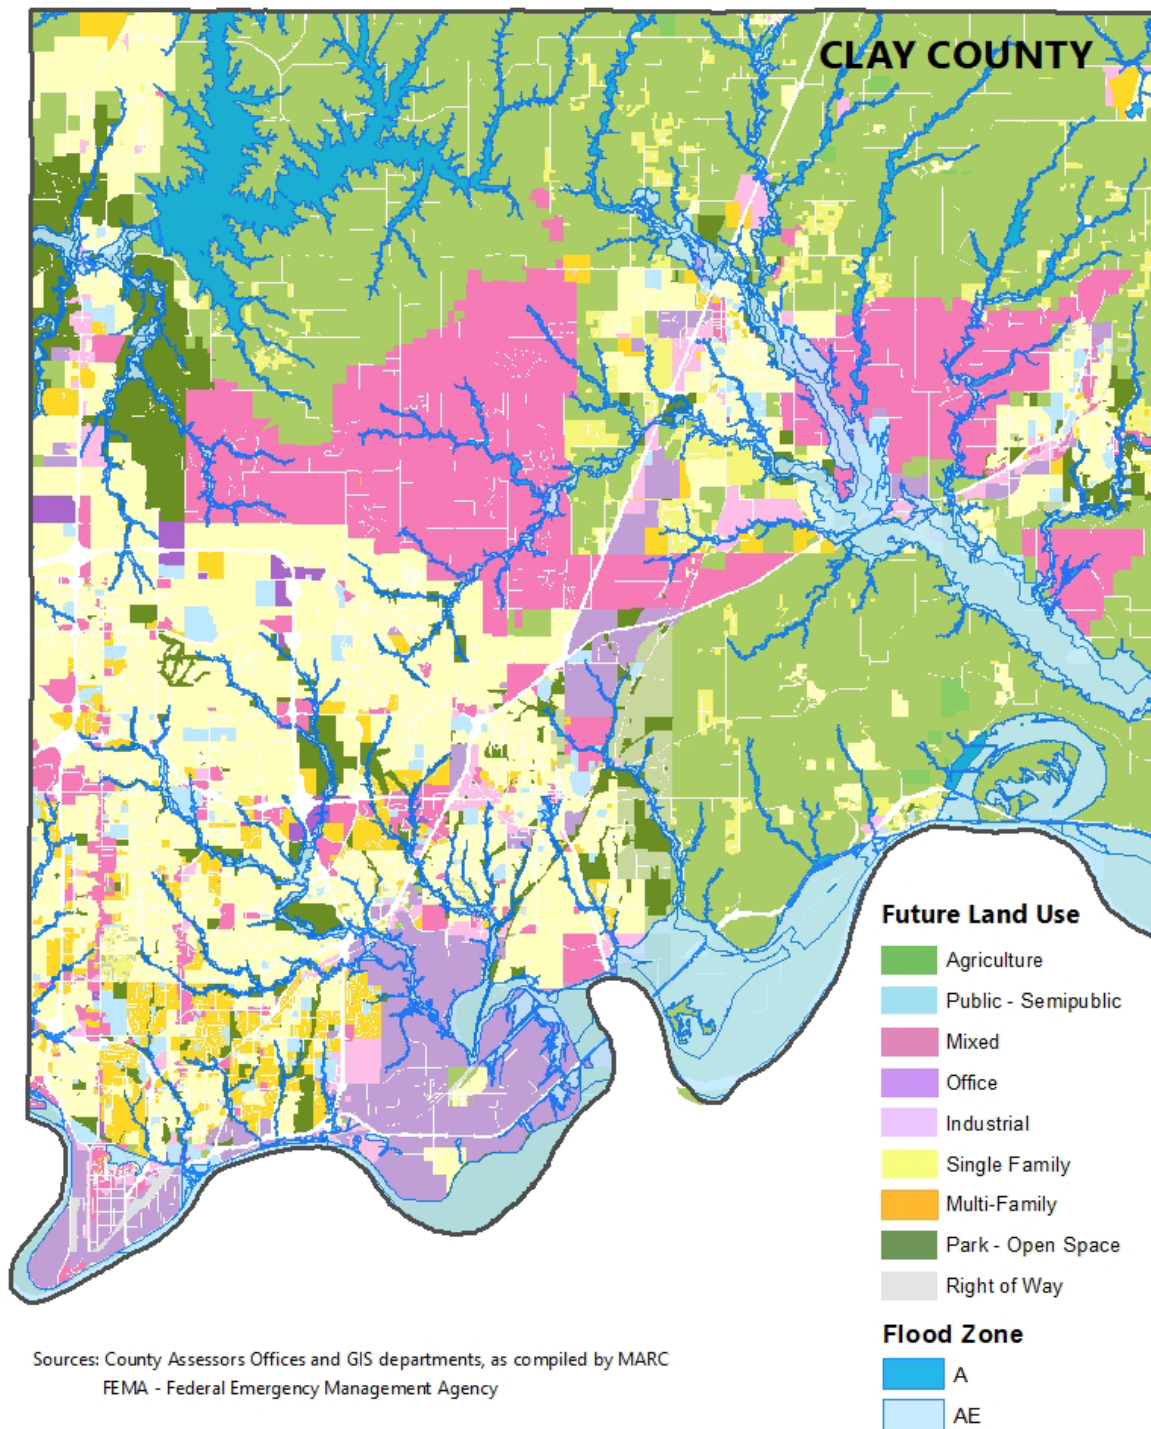 CLAY COUNTY
Future Land Use
Agriculture
Public - Semipublic
Mixed
Office
Industrial
Single Family
Multi-Family
Park - Open Space
Right of Way
Flood Zone
A
AE
Sources: County Assessors Offices and GIS departments, as compiled by MARC
FEMA - Federal Emergency Management Agency